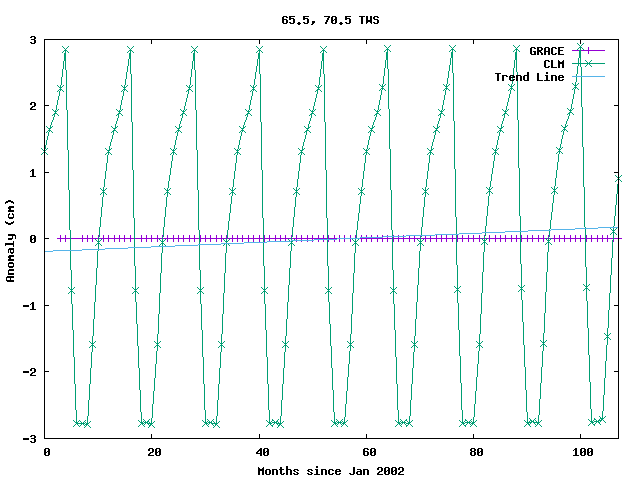 65.5, 70.5 TWS
GRACE
CLM
Trend Line
3
2
1
0
-1
-2
-3
Anomaly (cm)
0 20 40 60 80 100
Months since Jan 2002